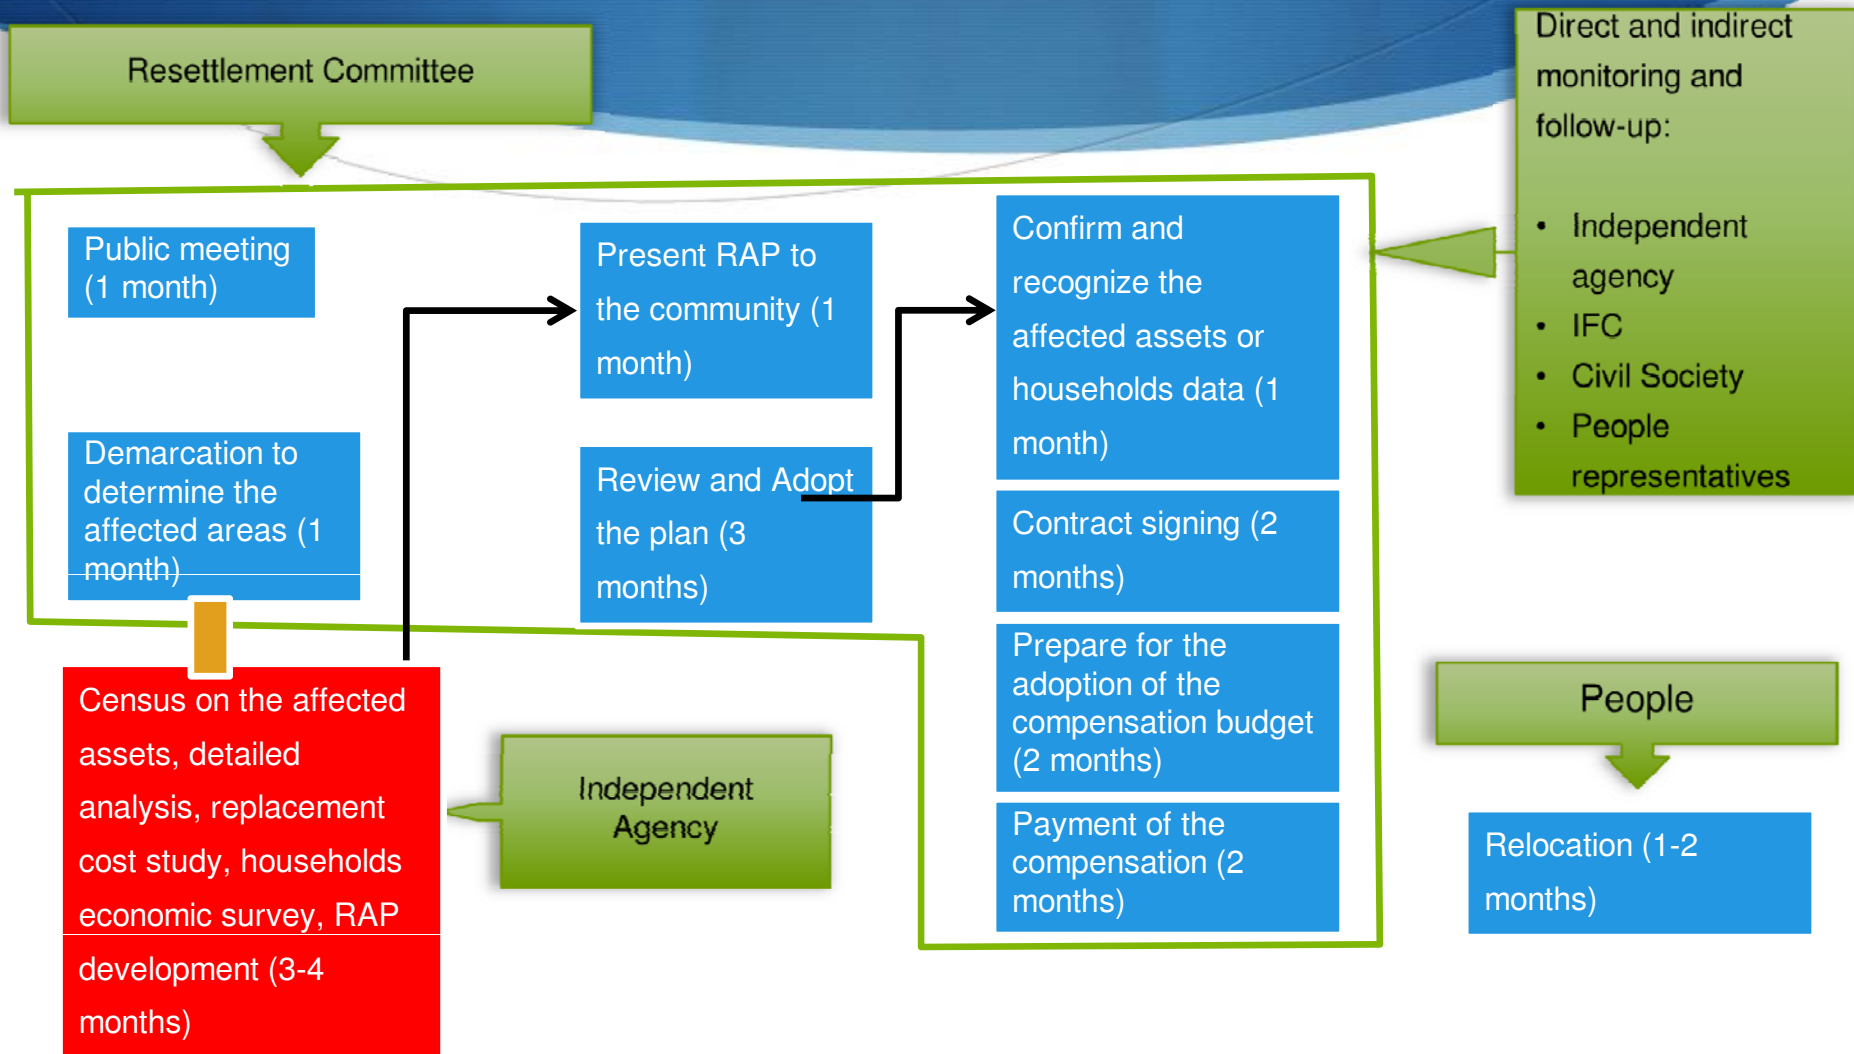 Resettlement Committee
Public meeting
(1 month)
Demarcation to
determine the
affected areas (1
month)
Census on the affected
assets, detailed
analysis, replacement
cost study, households
economic survey, RAP
development (3-4
months)
Independent
Agency
Present RAP to
the community (1
month)
Review and Adopt
the plan (3
months)
Confirm and
recognize the
affected assets or
households data (1
month)
Contract signing (2
months)
Prepare for the
adoption of the
compensation budget
(2 months)
Payment of the
compensation (2
months)
Direct and indirect
monitoring and
follow-up:
• Independent
agency
• IFC
• Civil Society
• People
representatives
People
Relocation (1-2
months)